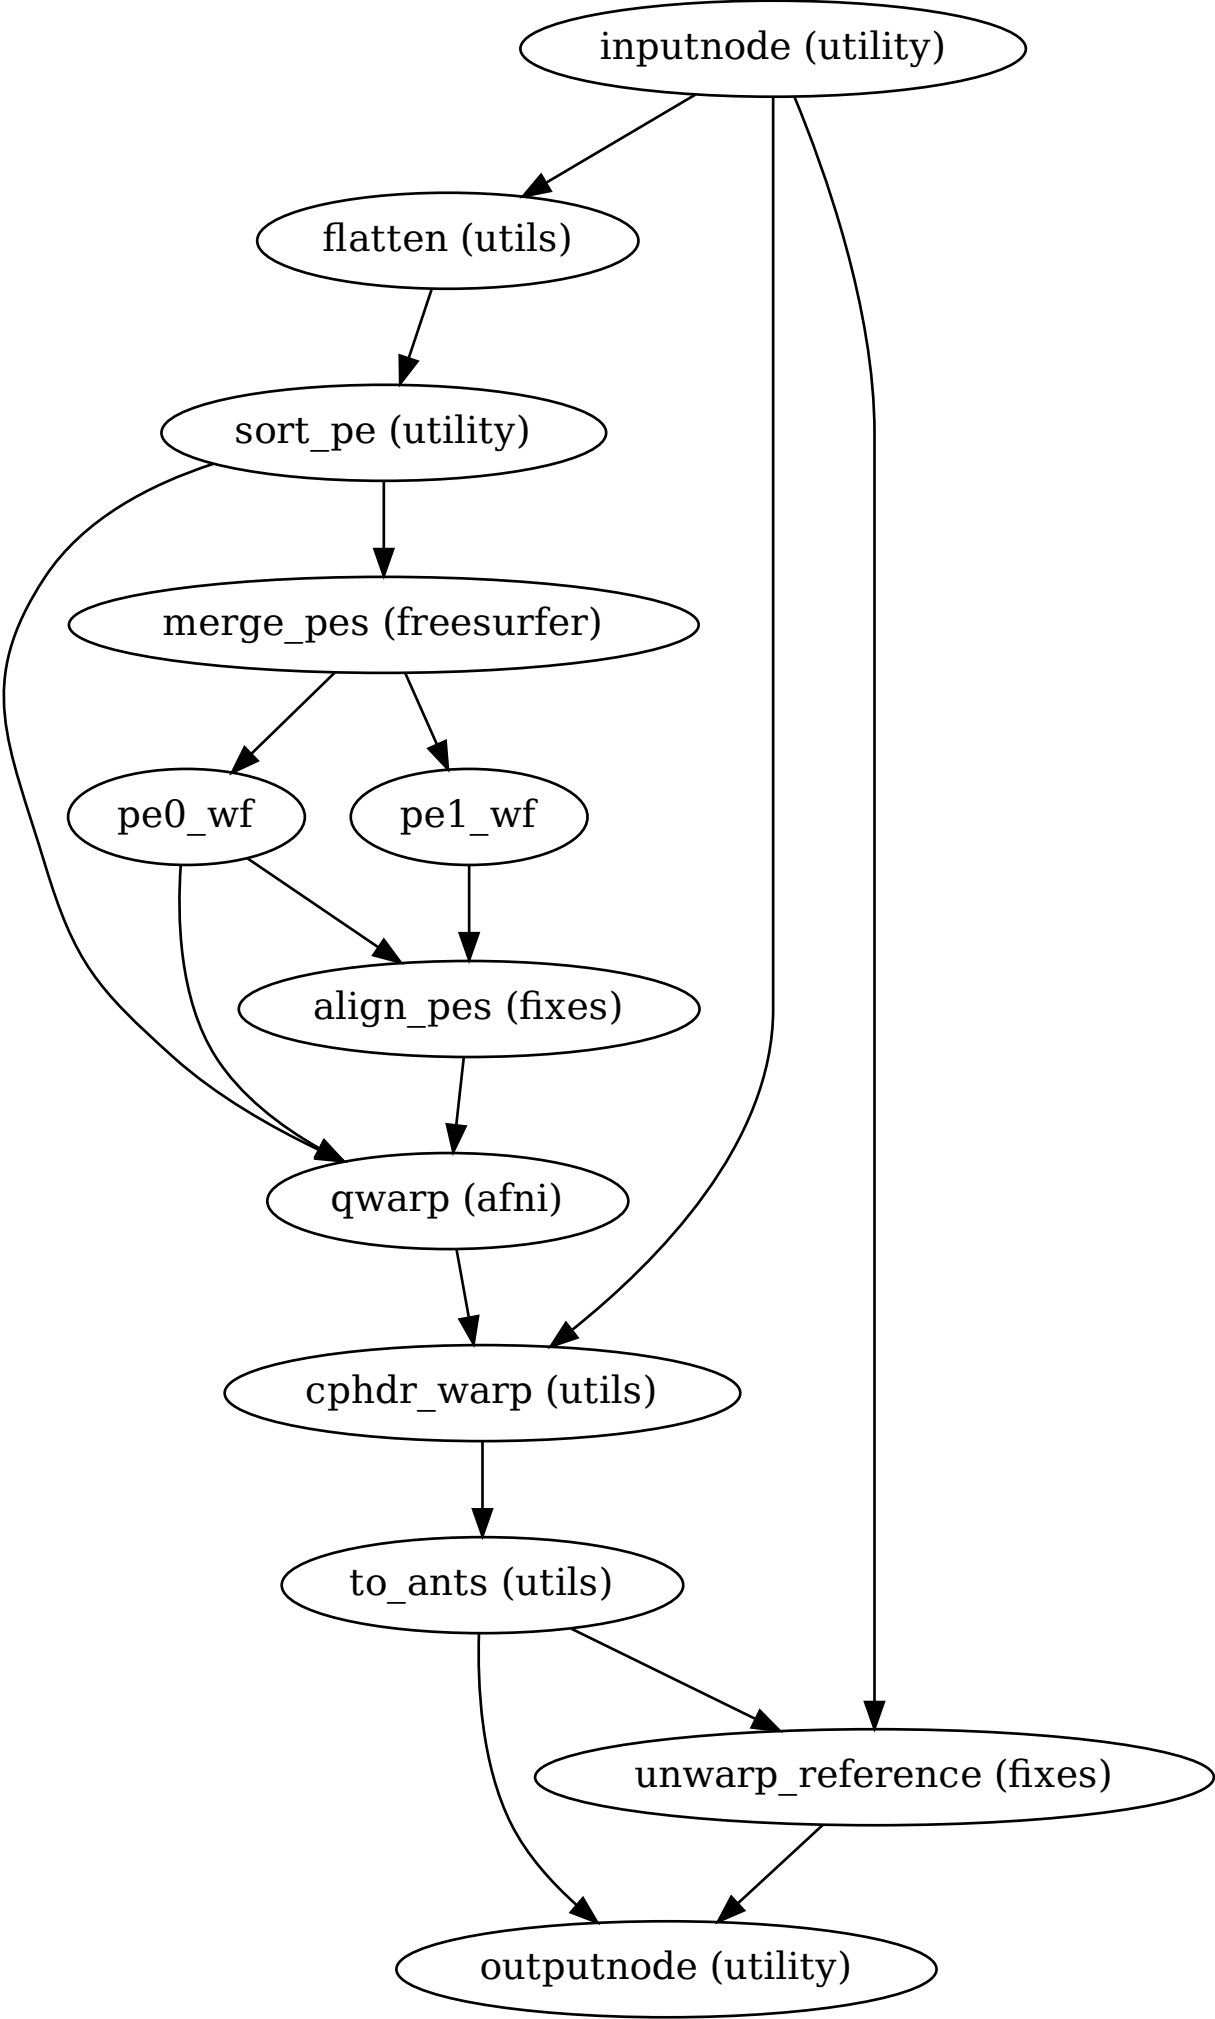 inputnode (utility)
flatten (utils)
sort_pe (utility)
merge_pes (freesurfer)
pe0_wf
pe1_wf
align_pes (fixes)
qwarp (afni)
cphdr_warp (utils)
to_ants (utils)
unwarp_reference (fixes)
outputnode (utility)